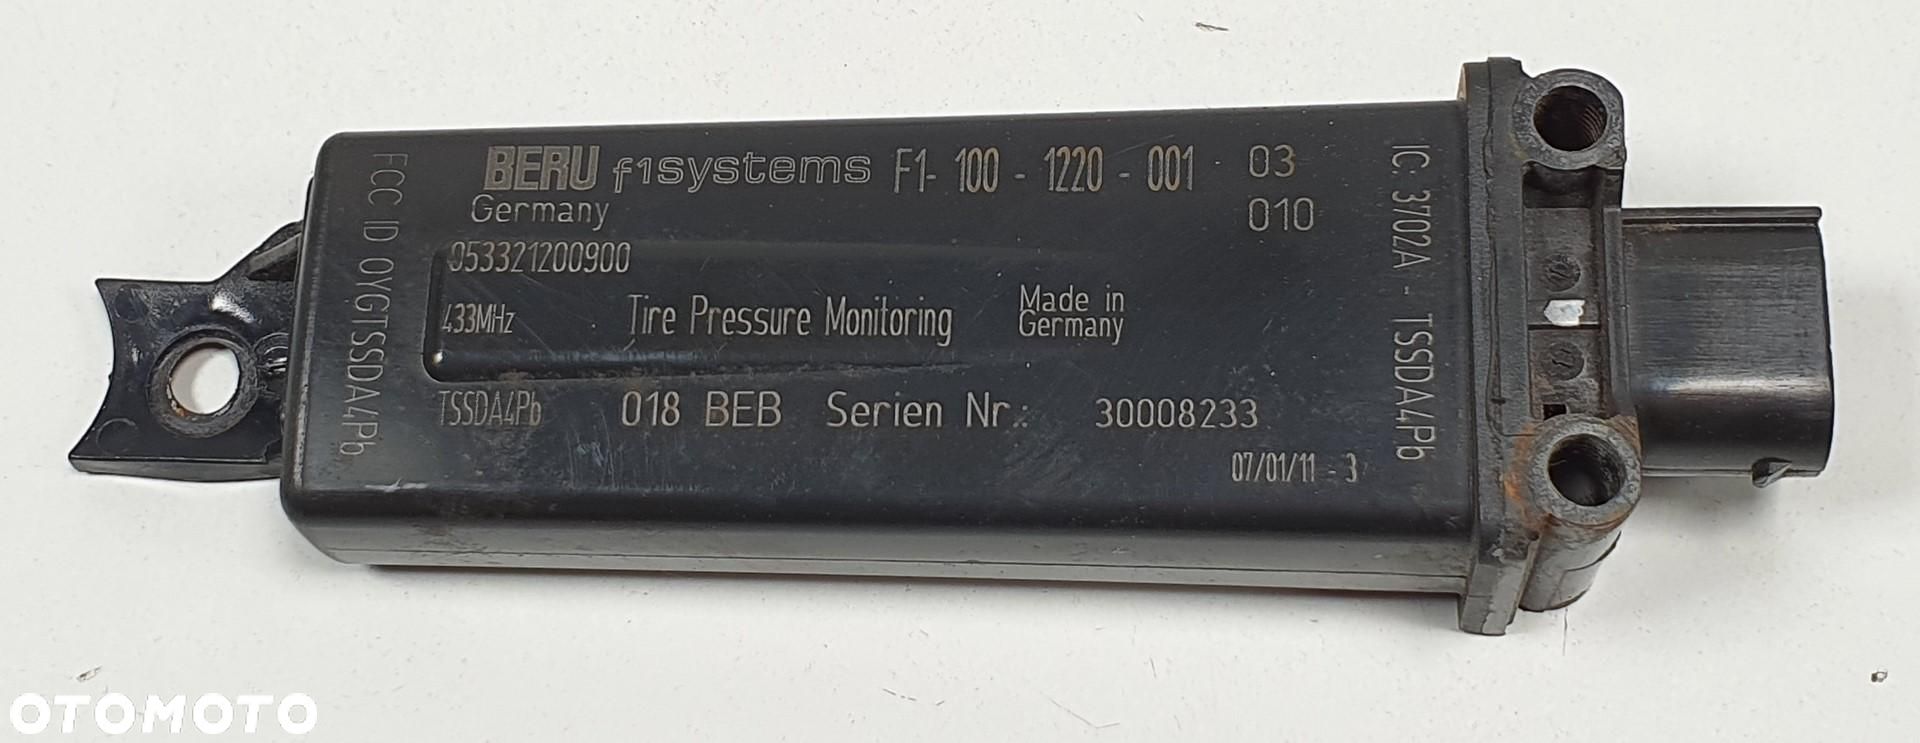 BERU f1systems F1-100-1220-001 03
Germany 010
053321200900
433MHz Tire Pressure Monitoring Made in Germany
TSSDA4Pb 018 BEB Serien Nr.: 30008233
07/01/11 - 3
FCC ID OYGTSSDA4Pb
IC: 3702A - TSSDA4Pb
OTOMOTO